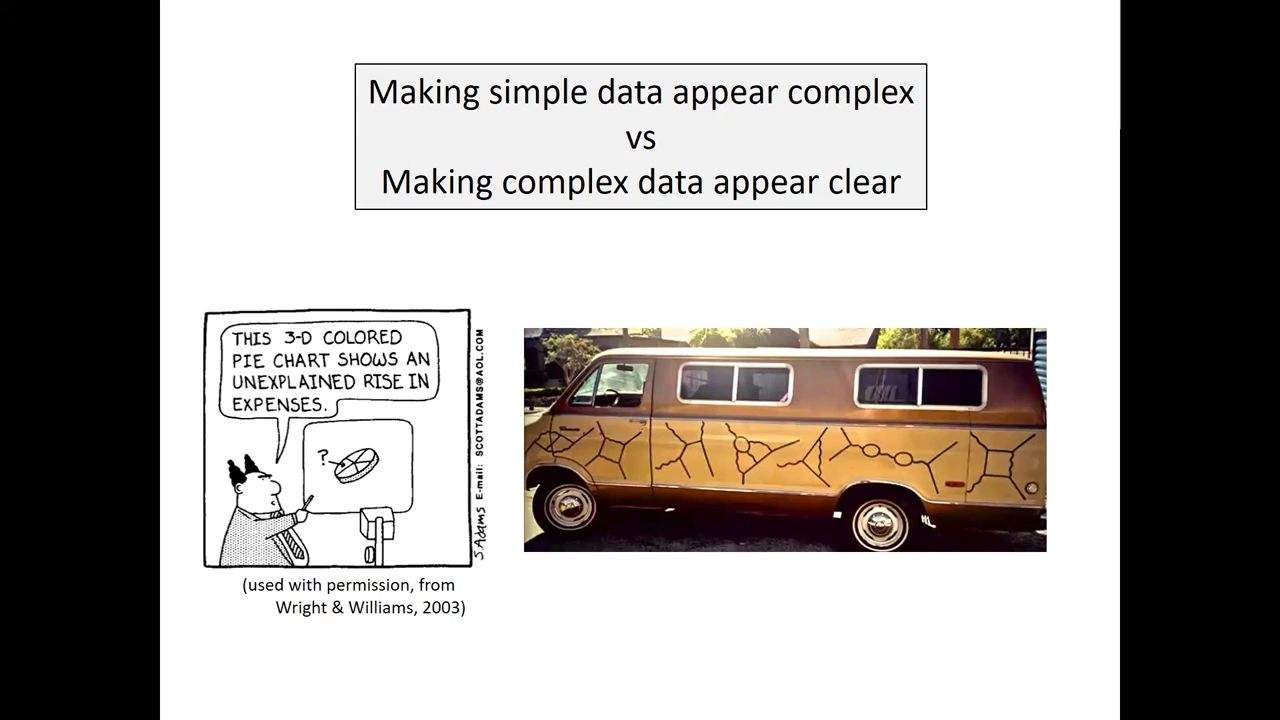 Making simple data appear complex
vs
Making complex data appear clear
THIS 3-D COLORED
PIE CHART SHOWS AN
UNEXPLAINED RISE IN
EXPENSES.
?
S.Adams E-mail: SCOTTADAMS@AOL.COM
(used with permission, from
Wright & Williams, 2003)